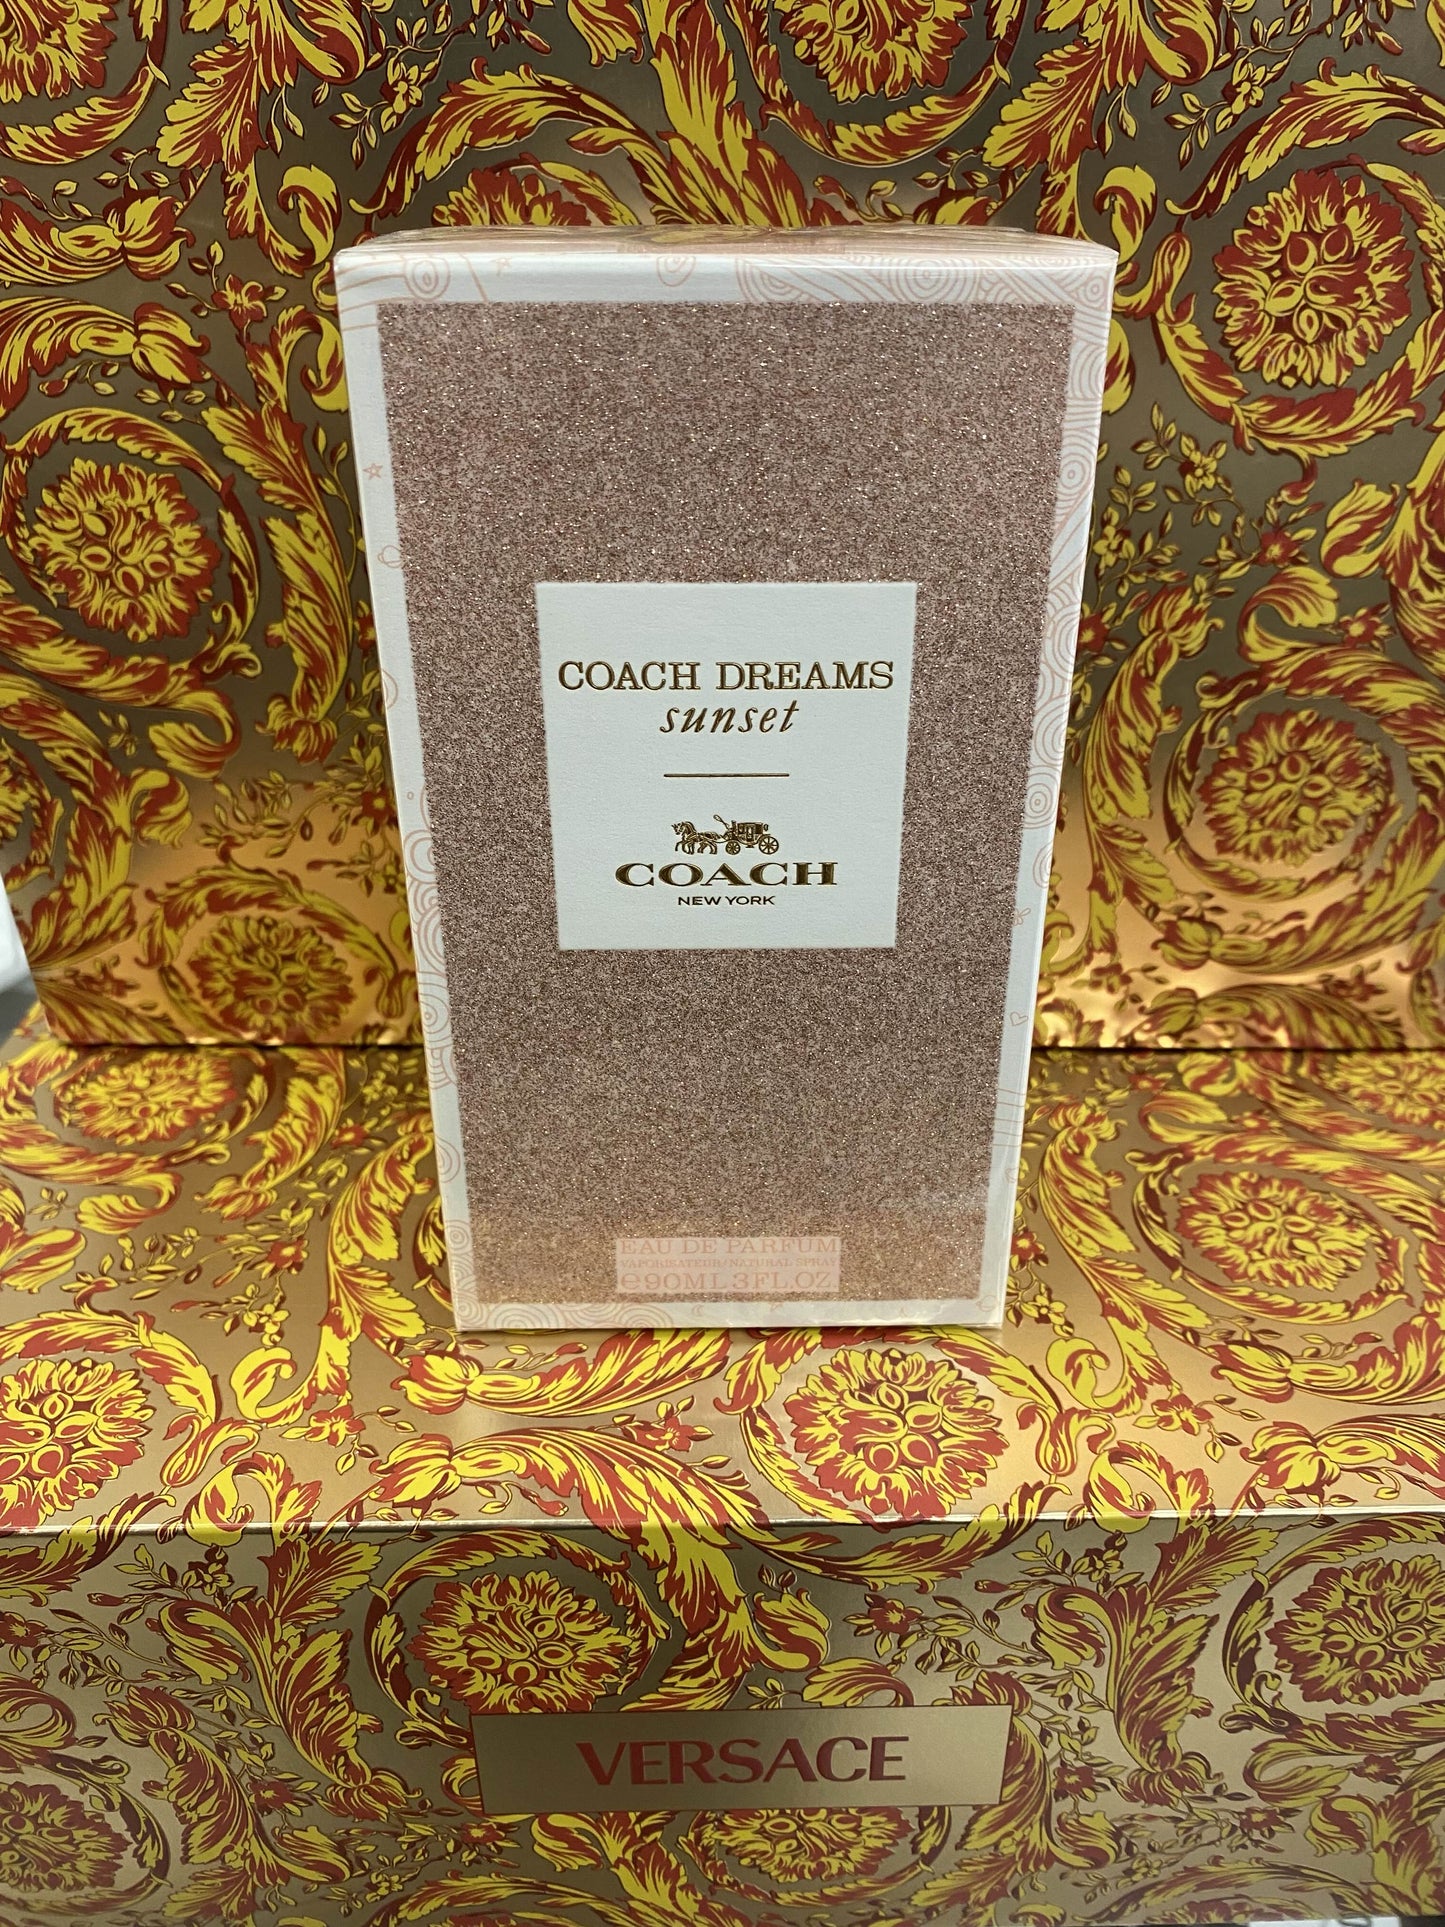 COACH DREAMS
sunset
COACH
NEW YORK
EAU DE PARFUM
VAPORISATEUR/NATURAL SPRAY
℮90ML 3FL.OZ
VERSACE